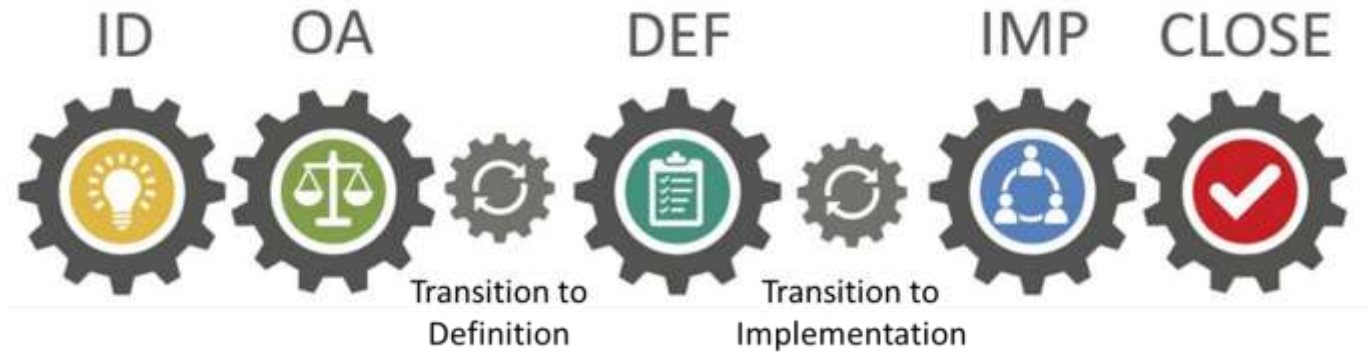 ID OA DEF IMP CLOSE
Transition to
Definition
Transition to
Implementation